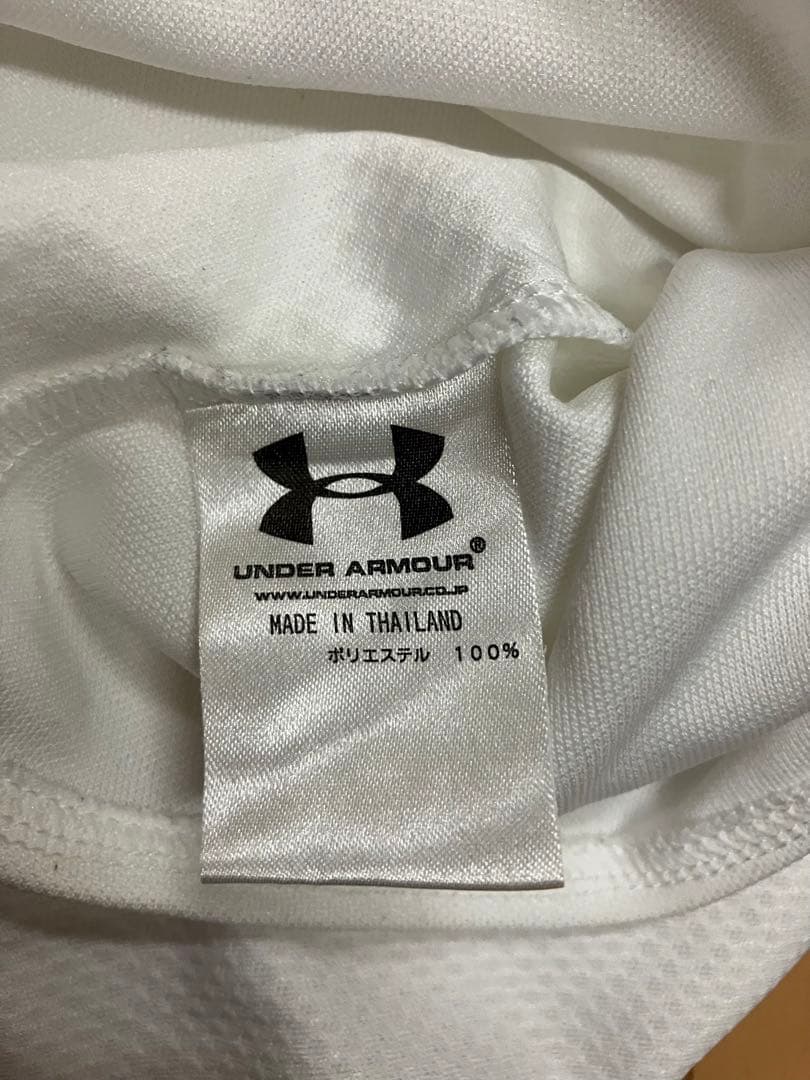 UNDER ARMOUR®
WWW.UNDERARMOUR.CO.JP
MADE IN THAILAND
ポリエステル 100%